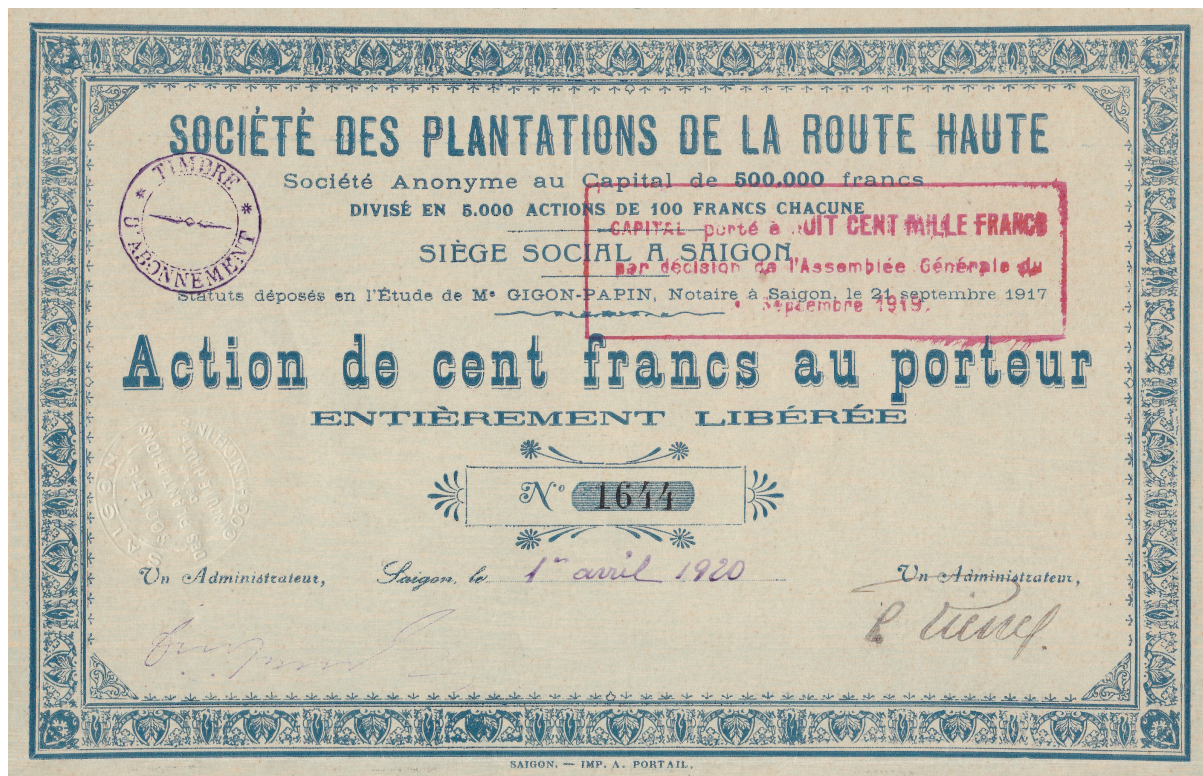 SOCIÉTÉ DES PLANTATIONS DE LA ROUTE HAUTE
Société Anonyme au Capital de 500,000 francs
DIVISÉ EN 5.000 ACTIONS DE 100 FRANCS CHACUNE
TIMDRE D'ABONNEMENT
CAPITAL porté à UIT CENT MILLE FRANCS
par décision de l'Assemblée Générale du
Septembre 1919.
SIÈGE SOCIAL A SAIGON
Statuts déposés en l'Étude de Mᵉ GIGON-PAPIN, Notaire à Saigon, le 21 septembre 1917
Action de cent francs au porteur
ENTIÈREMENT LIBÉRÉE
Nº 1644
Un Administrateur,
Saigon, le 1er avril 1920
Un Administrateur,
SAIGON. — IMP. A. PORTAIL.